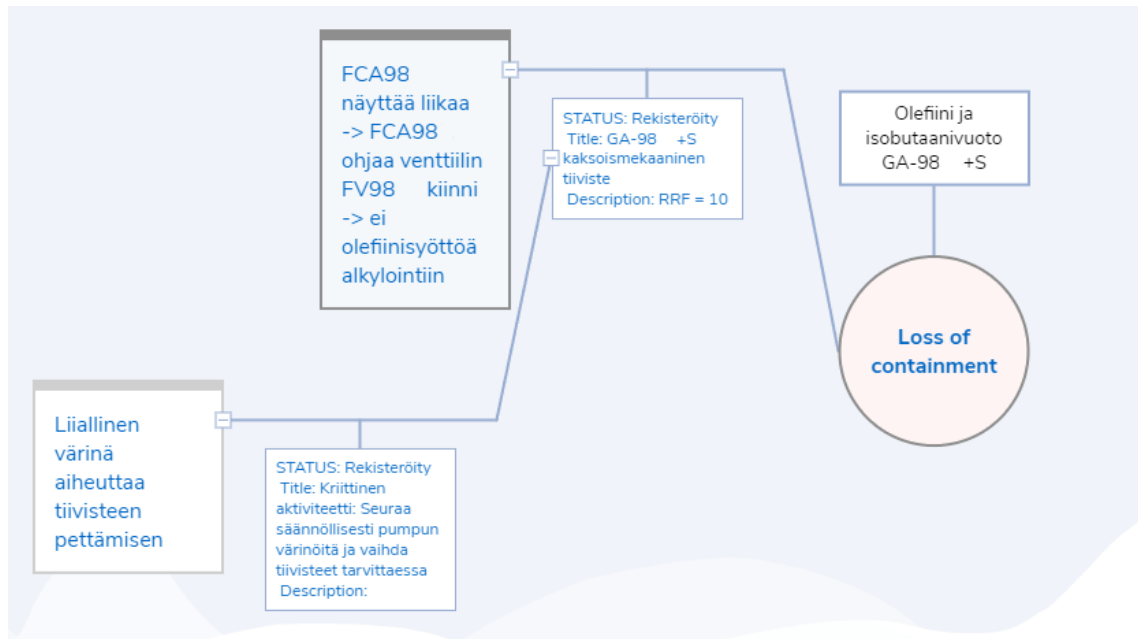 FCA98
näyttää liikaa
-> FCA98
ohjaa venttiilin
FV98 kiinni
-> ei
olefiinisyöttöä
alkylointiin
STATUS: Rekisteröity
Title: GA-98 +S
kaksoismekaaninen
tiiviste
Description: RRF = 10
Olefiini ja
isobutaanivuoto
GA-98 +S
Loss of
containment
Liiallinen
värinä
aiheuttaa
tiivisteen
pettämisen
STATUS: Rekisteröity
Title: Kriittinen
aktiviteetti: Seuraa
säännöllisesti pumpun
värinöitä ja vaihda
tiivisteet tarvittaessa
Description: